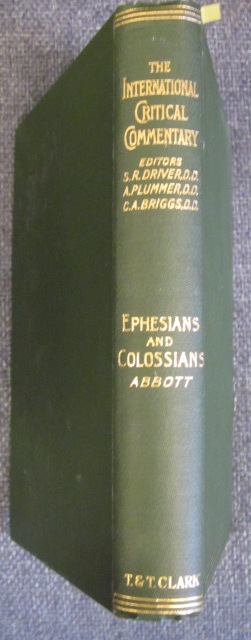 THE
INTERNATIONAL
CRITICAL
COMMENTARY
EDITORS
S.R. DRIVER, D.D.
A. PLUMMER, D.D.
C.A. BRIGGS, D.D.
EPHESIANS
AND
COLOSSIANS
ABBOTT
T. & T. CLARK